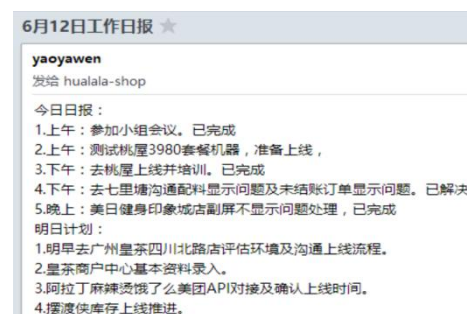 6月12日工作日报
yaoyawen
发给 hualala-shop
今日日报：
1.上午：参加小组会议。已完成
2.上午：测试桃屋3980套餐机器，准备上线，
3.下午：去桃屋上线并培训。已完成
4.下午：去七里塘沟通配料显示问题及未结账订单显示问题。已解决
5.晚上：美日健身印象城店副屏不显示问题处理，已完成
明日计划：
1.明早去广州皇茶四川北路店评估环境及沟通上线流程。
2.皇茶商户中心基本资料录入。
3.阿拉丁麻辣烫饿了么美团API对接及确认上线时间。
4.摆渡侠库存上线推进。